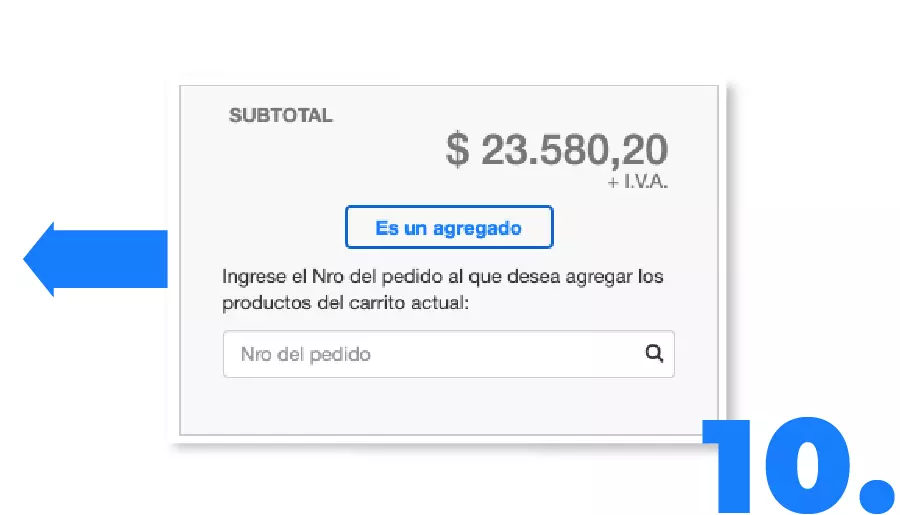 SUBTOTAL
$ 23.580,20
+ I.V.A.
Es un agregado
Ingrese el Nro del pedido al que desea agregar los
productos del carrito actual:
Nro del pedido
10.